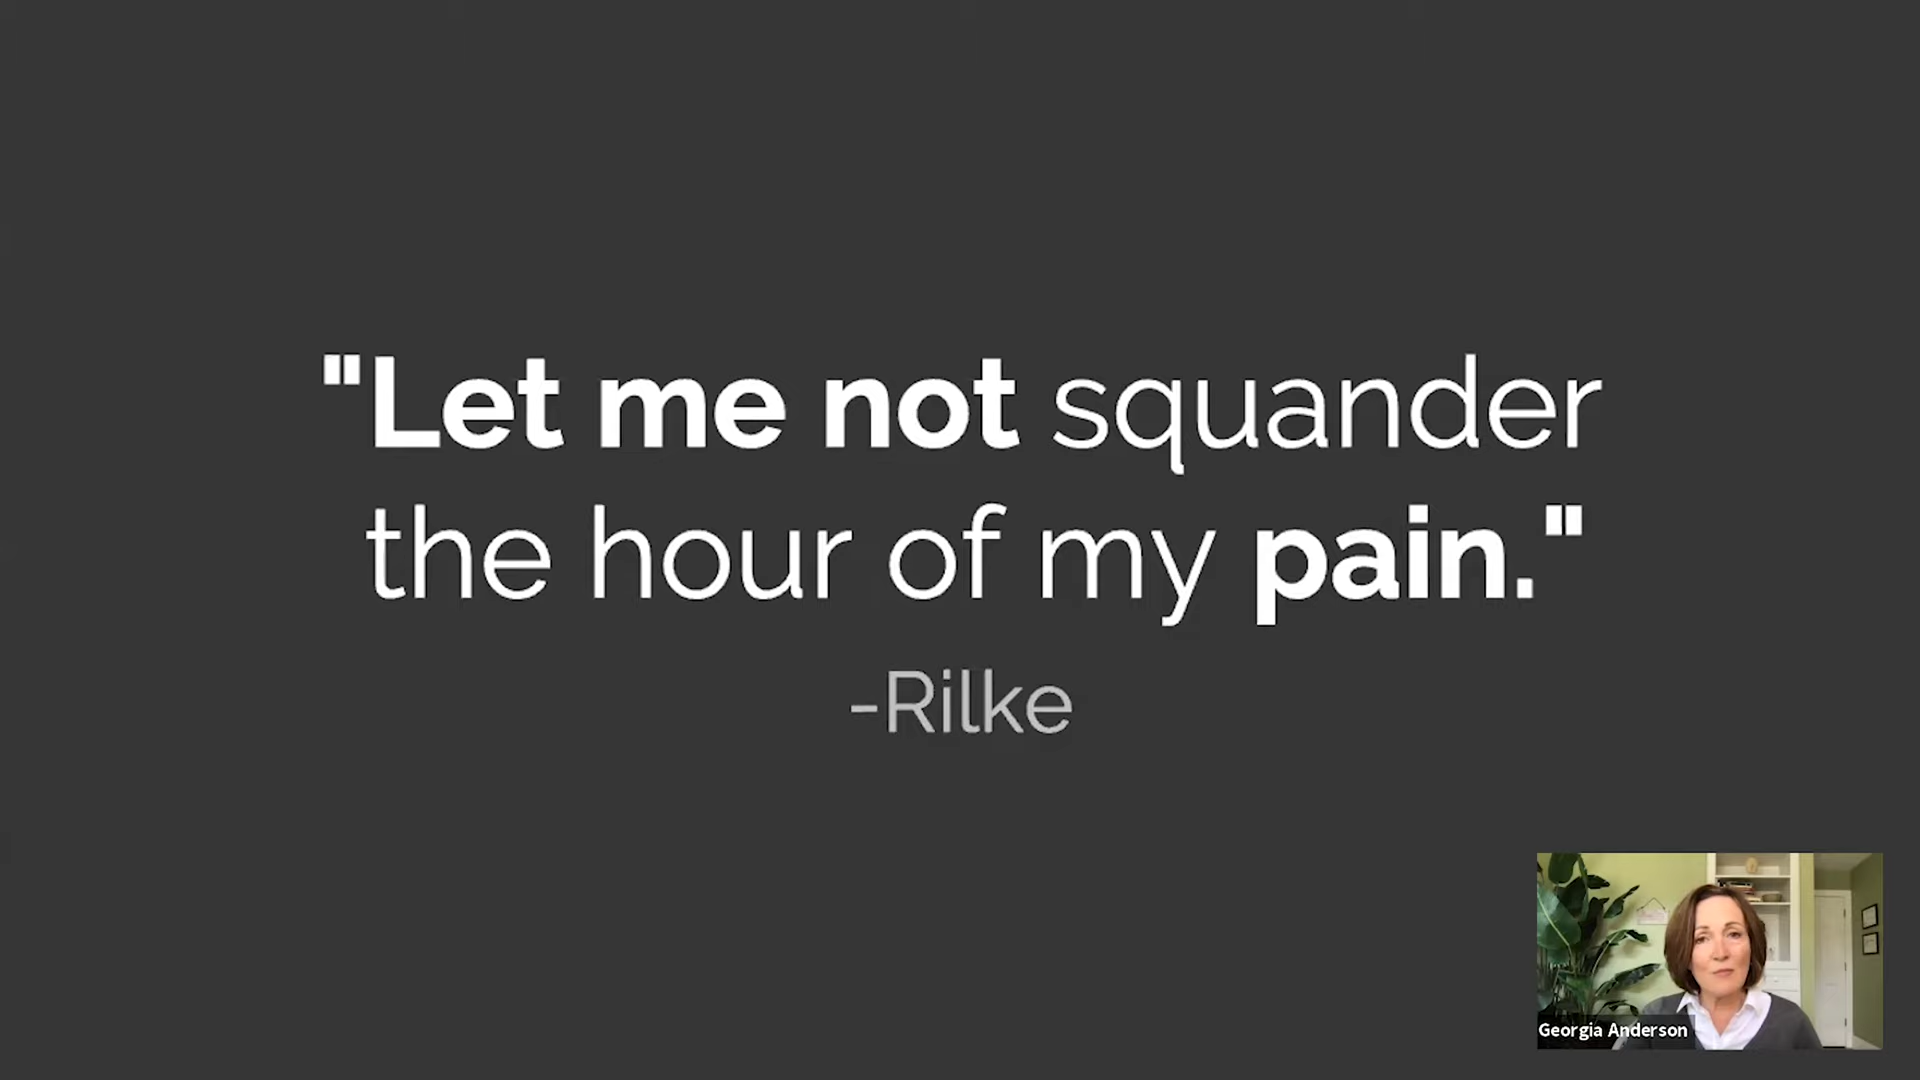 "Let me not squander
the hour of my pain."
-Rilke
Georgia Anderson